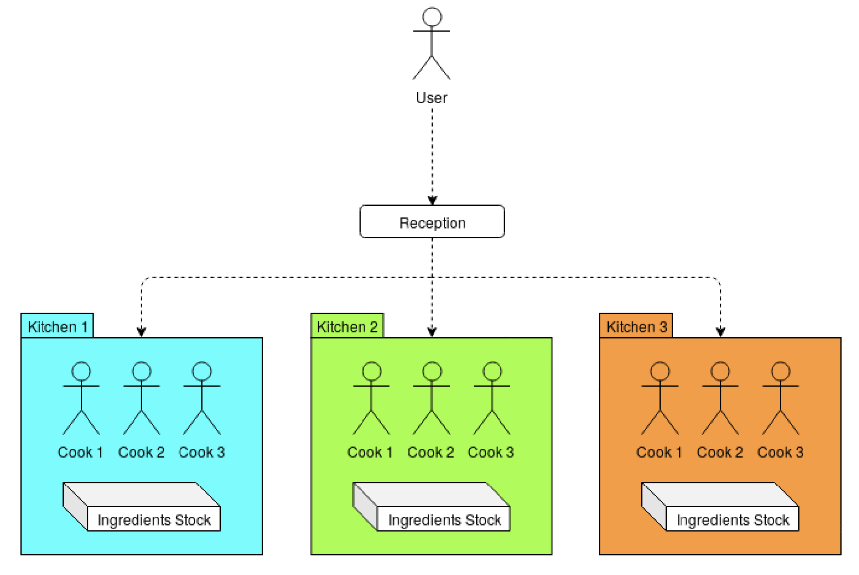 User
Reception
Kitchen 1
Kitchen 2
Kitchen 3
Cook 1 Cook 2 Cook 3
Cook 1 Cook 2 Cook 3
Cook 1 Cook 2 Cook 3
Ingredients Stock
Ingredients Stock
Ingredients Stock